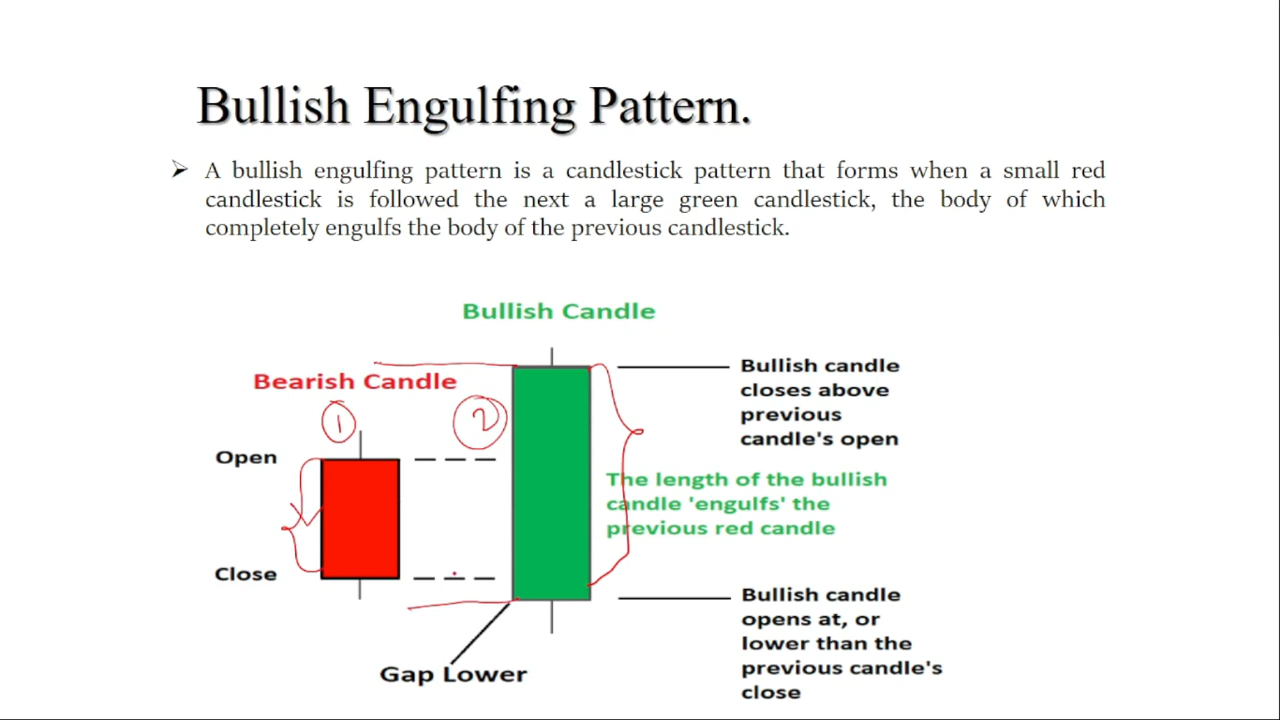 Bullish Engulfing Pattern.
➢ A bullish engulfing pattern is a candlestick pattern that forms when a small red
candlestick is followed the next a large green candlestick, the body of which
completely engulfs the body of the previous candlestick.
Bullish Candle
Bearish Candle
1
2
Open
Close
Gap Lower
Bullish candle
closes above
previous
candle's open
The length of the bullish
candle 'engulfs' the
previous red candle
Bullish candle
opens at, or
lower than the
previous candle's
close